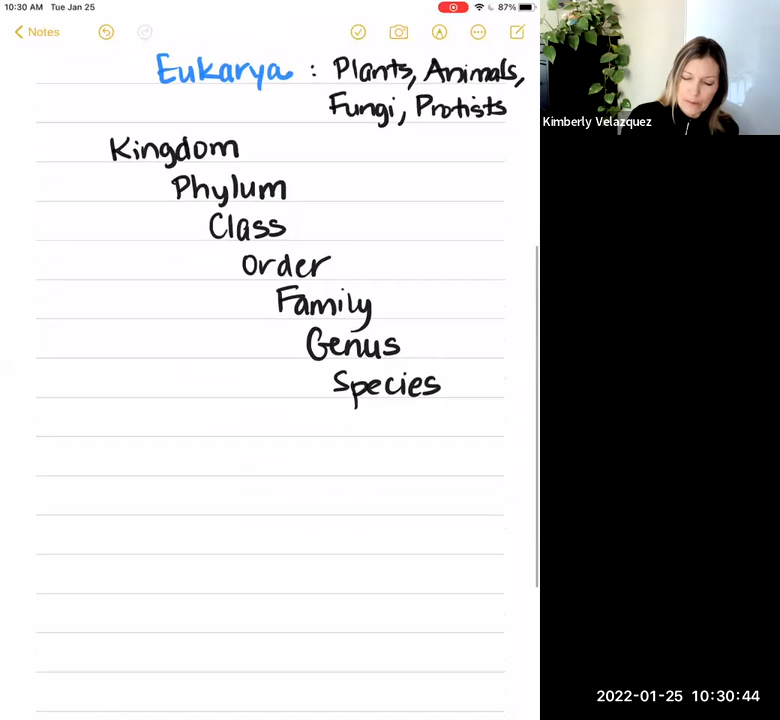 10:30 AM Tue Jan 25
87%
Notes
Eukarya : Plants, Animals,
Fungi, Protists
Kingdom
Phylum
Class
Order
Family
Genus
Species
Kimberly Velazquez
2022-01-25 10:30:44